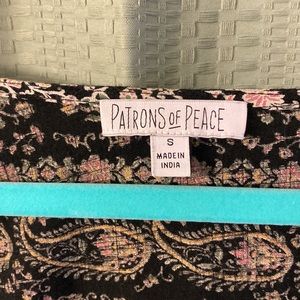 PATRONS OF PEACE
S
MADE IN
INDIA